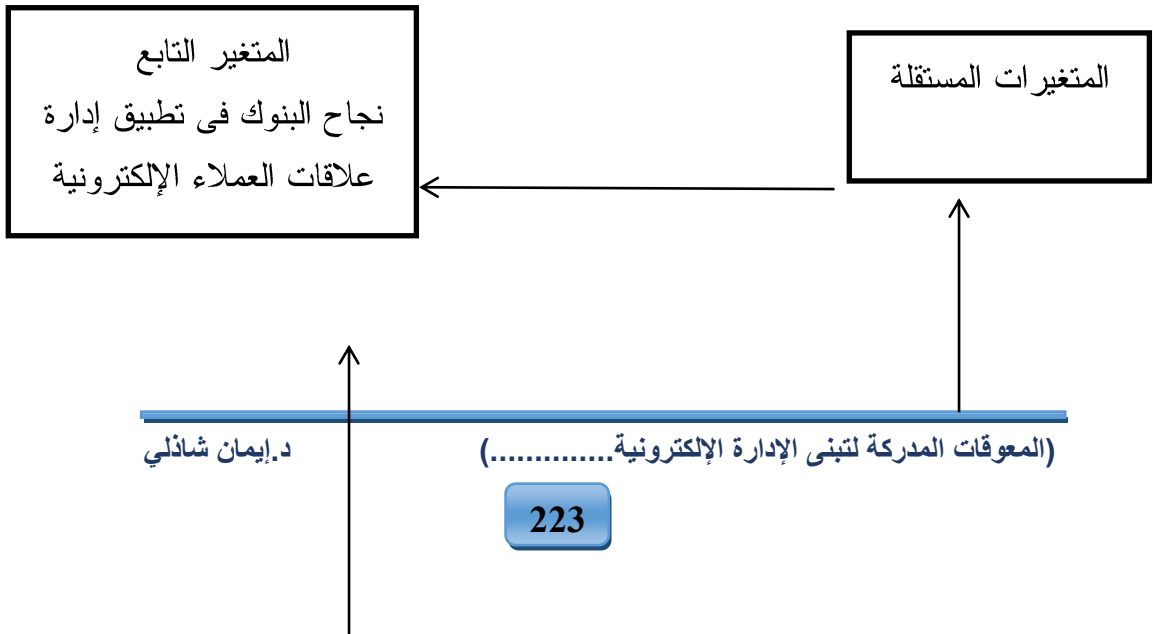 المتغيرات المستقلة
المتغير التابع
نجاح البنوك فى تطبيق إدارة
علاقات العملاء الإلكترونية
(المعوقات المدركة لتبنى الإدارة الإلكترونية..............) د.إيمان شاذلي
223